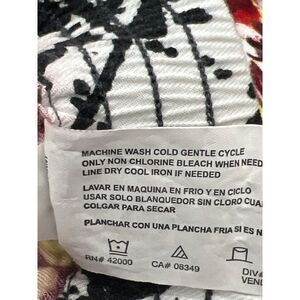 MACHINE WASH COLD GENTLE CYCLE
ONLY NON CHLORINE BLEACH WHEN NEED
LINE DRY COOL IRON IF NEEDED
LAVAR EN MAQUINA EN FRIO Y EN CICLO
USAR SOLO BLANQUEADOR SIN CLORO CUA
COLGAR PARA SECAR
PLANCHAR CON UNA PLANCHA FRIA SI ES N
RN# 42000 CA# 08349 DIV
VEN